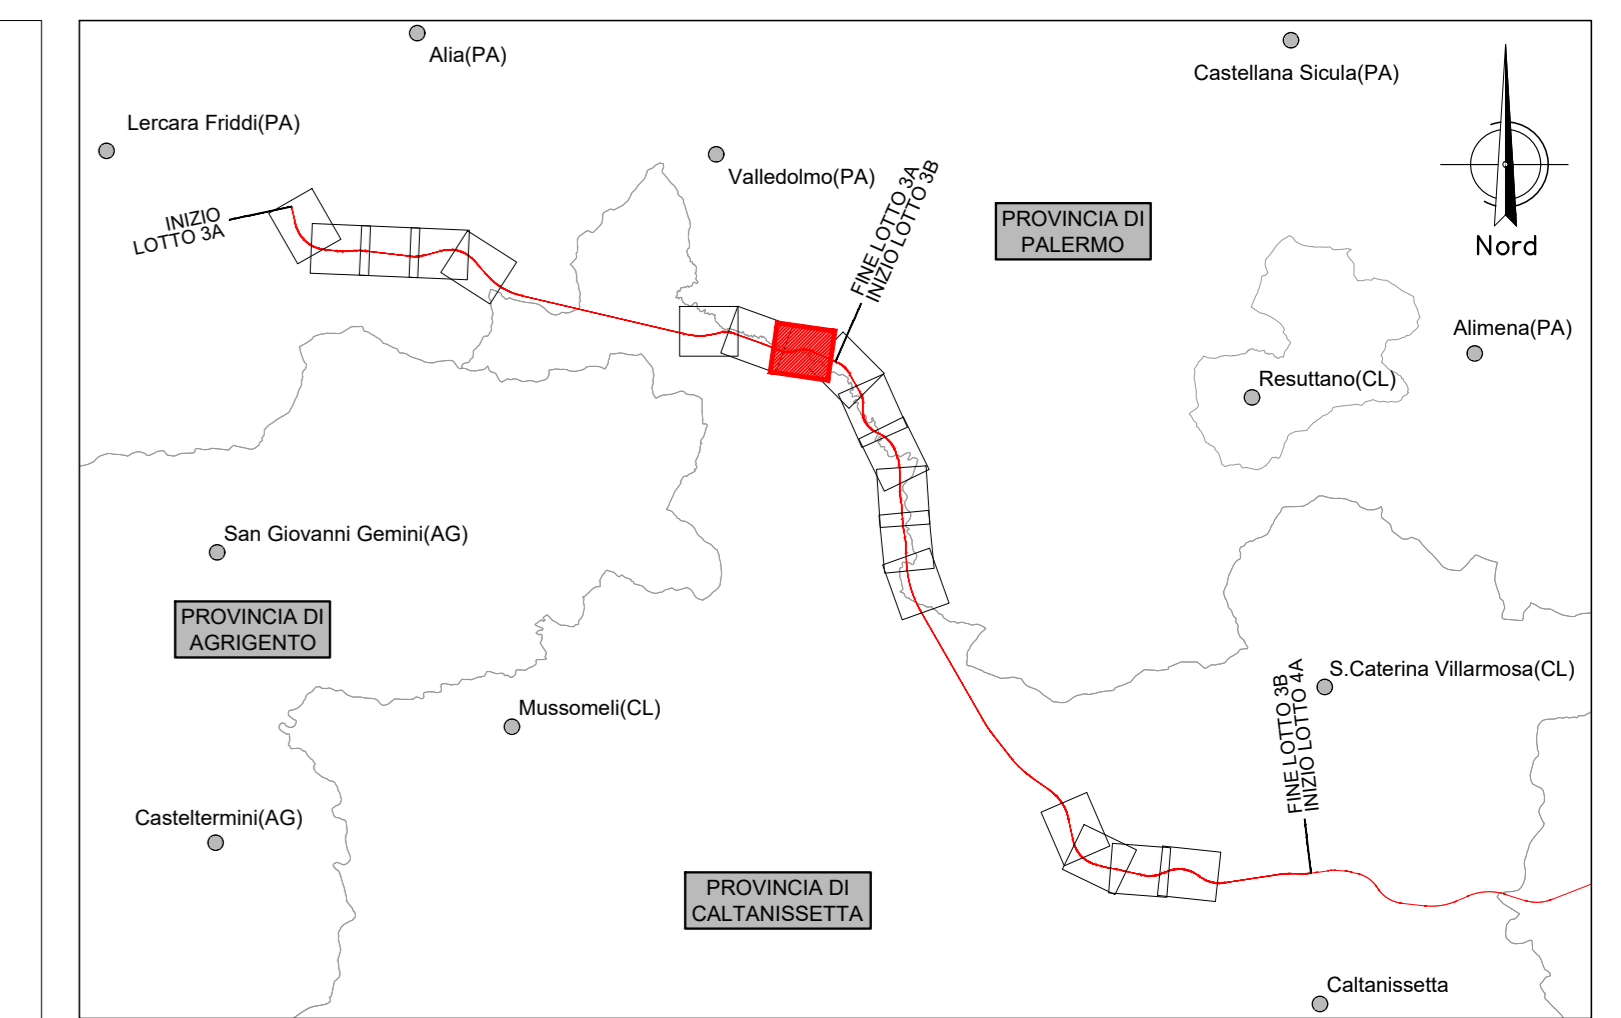 Alia(PA)
Castellana Sicula(PA)
Lercara Friddi(PA)
Valledolmo(PA)
INIZIO
LOTTO 3A
FINE LOTTO 3A
INIZIO LOTTO 3B
PROVINCIA DI
PALERMO
Nord
Alimena(PA)
Resuttano(CL)
San Giovanni Gemini(AG)
PROVINCIA DI
AGRIGENTO
S.Caterina Villarmosa(CL)
FINE LOTTO 3B
INIZIO LOTTO 4A
Mussomeli(CL)
Casteltermini(AG)
PROVINCIA DI
CALTANISSETTA
Caltanissetta